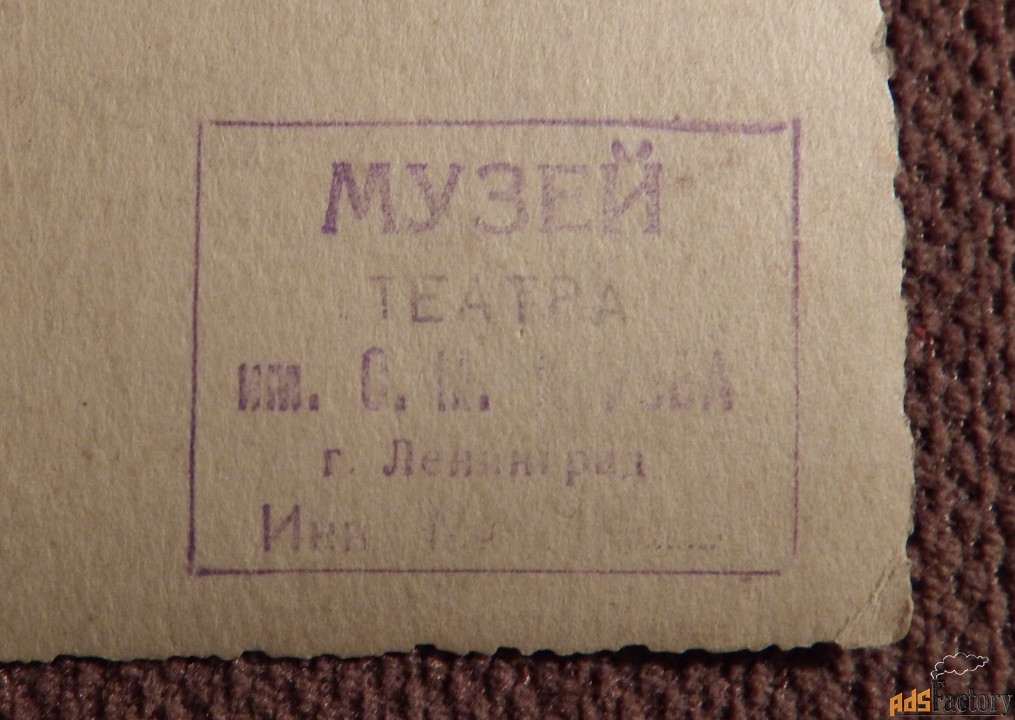 МУЗЕЙ
ТЕАТРА
им. С. М.
г. Ленинград
Инв №
AdsFactory